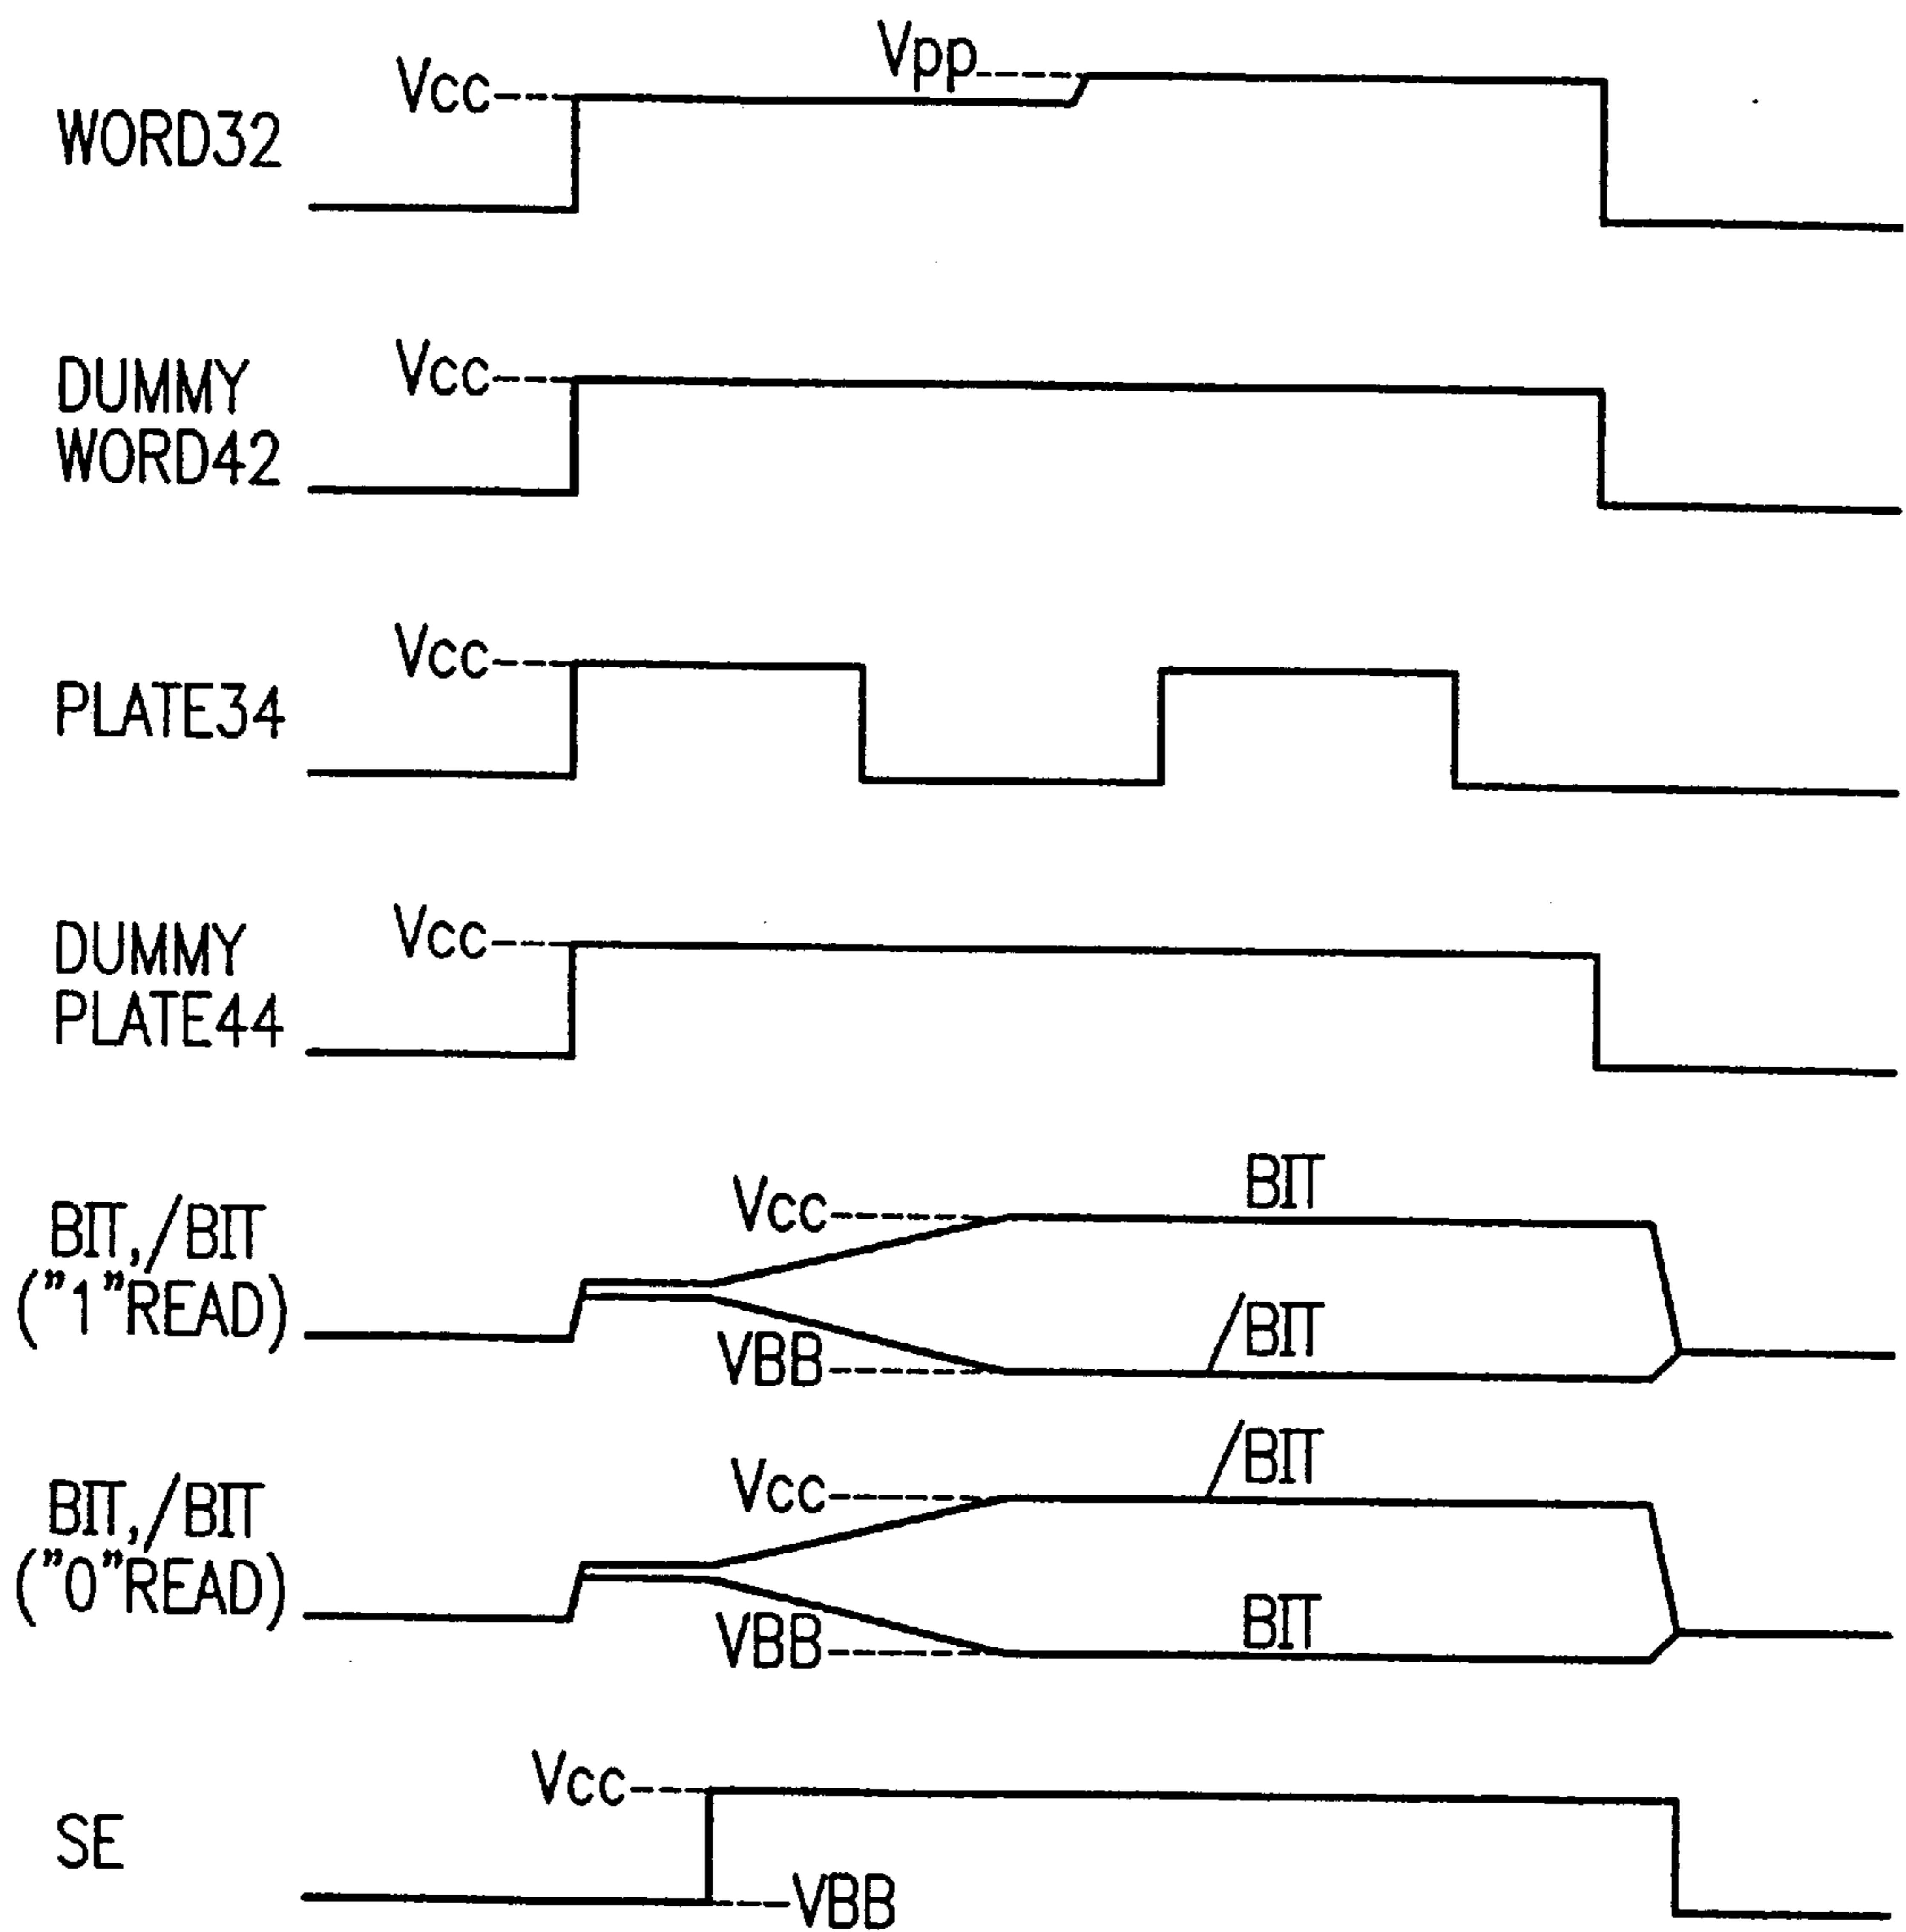 Vpp
Vcc
WORD32
Vcc
DUMMY
WORD42
Vcc
PLATE34
Vcc
DUMMY
PLATE44
BIT
Vcc
BIT,/BIT
("1"READ)
/BIT
VBB
/BIT
Vcc
BIT,/BIT
("0"READ)
BIT
VBB
Vcc
SE
VBB